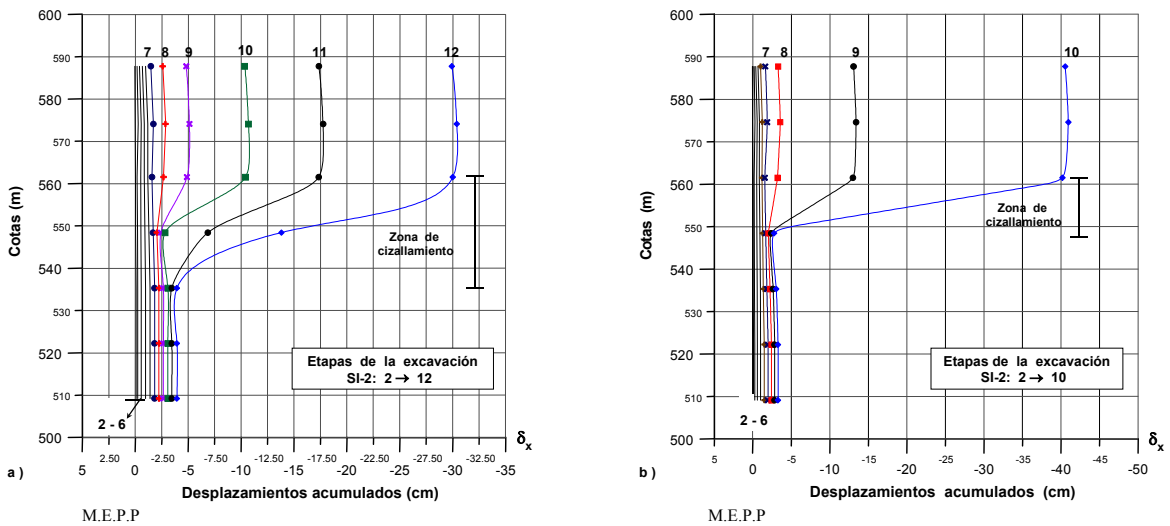 600
590
580
570
560
550
540
530
520
510
500
Cotas (m)
7 8 9 10 11 12
Zona de
cizallamiento
Etapas de la excavación
SI-2: 2 → 12
2 - 6
δx
2.50 -2.50 -7.50 -12.50 -17.50 -22.50 -27.50 -32.5
5 0 -5 -10 -15 -20 -25 -30 -35
a )
Desplazamientos acumulados (cm)
M.E.P.P
600
590
580
570
560
550
540
530
520
510
500
Cotas (m)
7 8 9 10
Zona de
cizallamiento
Etapas de la excavación
SI-2: 2 → 10
2 - 6
δx
5 0 -5 -10 -15 -20 -25 -30 -35 -40 -45 -50
b )
Desplazamientos acumulados (cm)
M.E.P.P